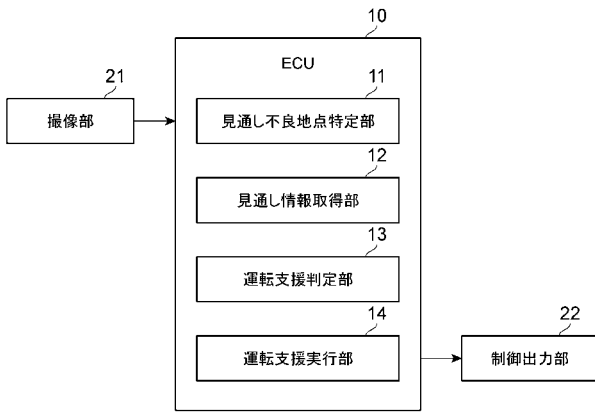 10
ECU
21
撮像部
11
見通し不良地点特定部
12
見通し情報取得部
13
運転支援判定部
14
運転支援実行部
22
制御出力部